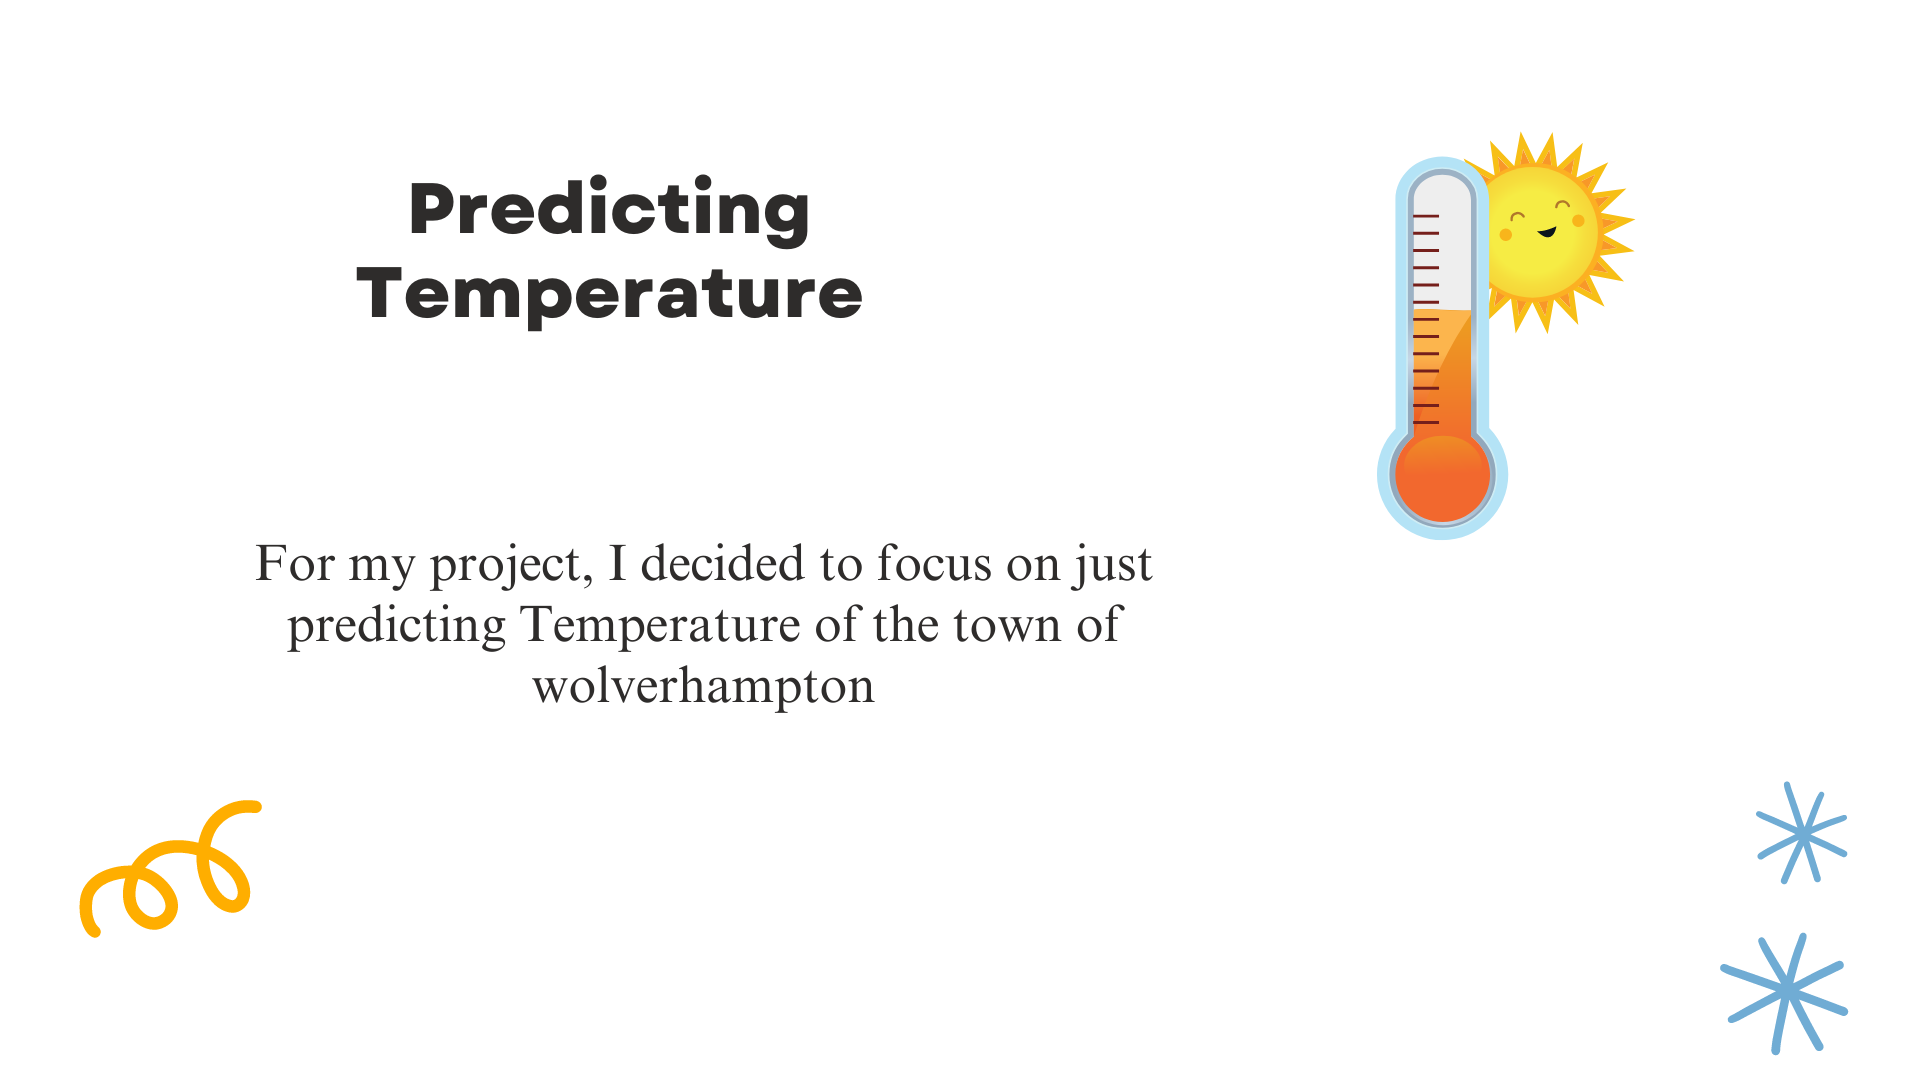 Predicting
Temperature
For my project, I decided to focus on just
predicting Temperature of the town of
wolverhampton